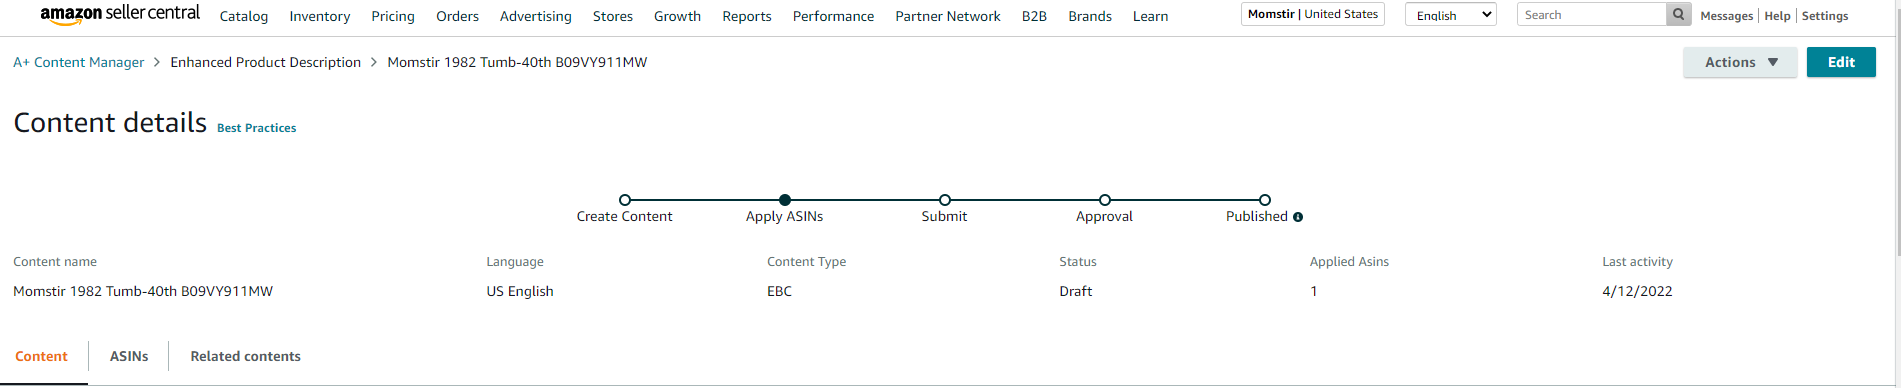 amazon seller central Catalog Inventory Pricing Orders Advertising Stores Growth Reports Performance Partner Network B2B Brands Learn Momstir | United States English Search Messages Help Settings
A+ Content Manager > Enhanced Product Description > Momstir 1982 Tumb-40th B09VY911MW Actions Edit
Content details Best Practices
Create Content Apply ASINs Submit Approval Published
Content name Language Content Type Status Applied Asins Last activity
Momstir 1982 Tumb-40th B09VY911MW US English EBC Draft 1 4/12/2022
Content ASINs Related contents